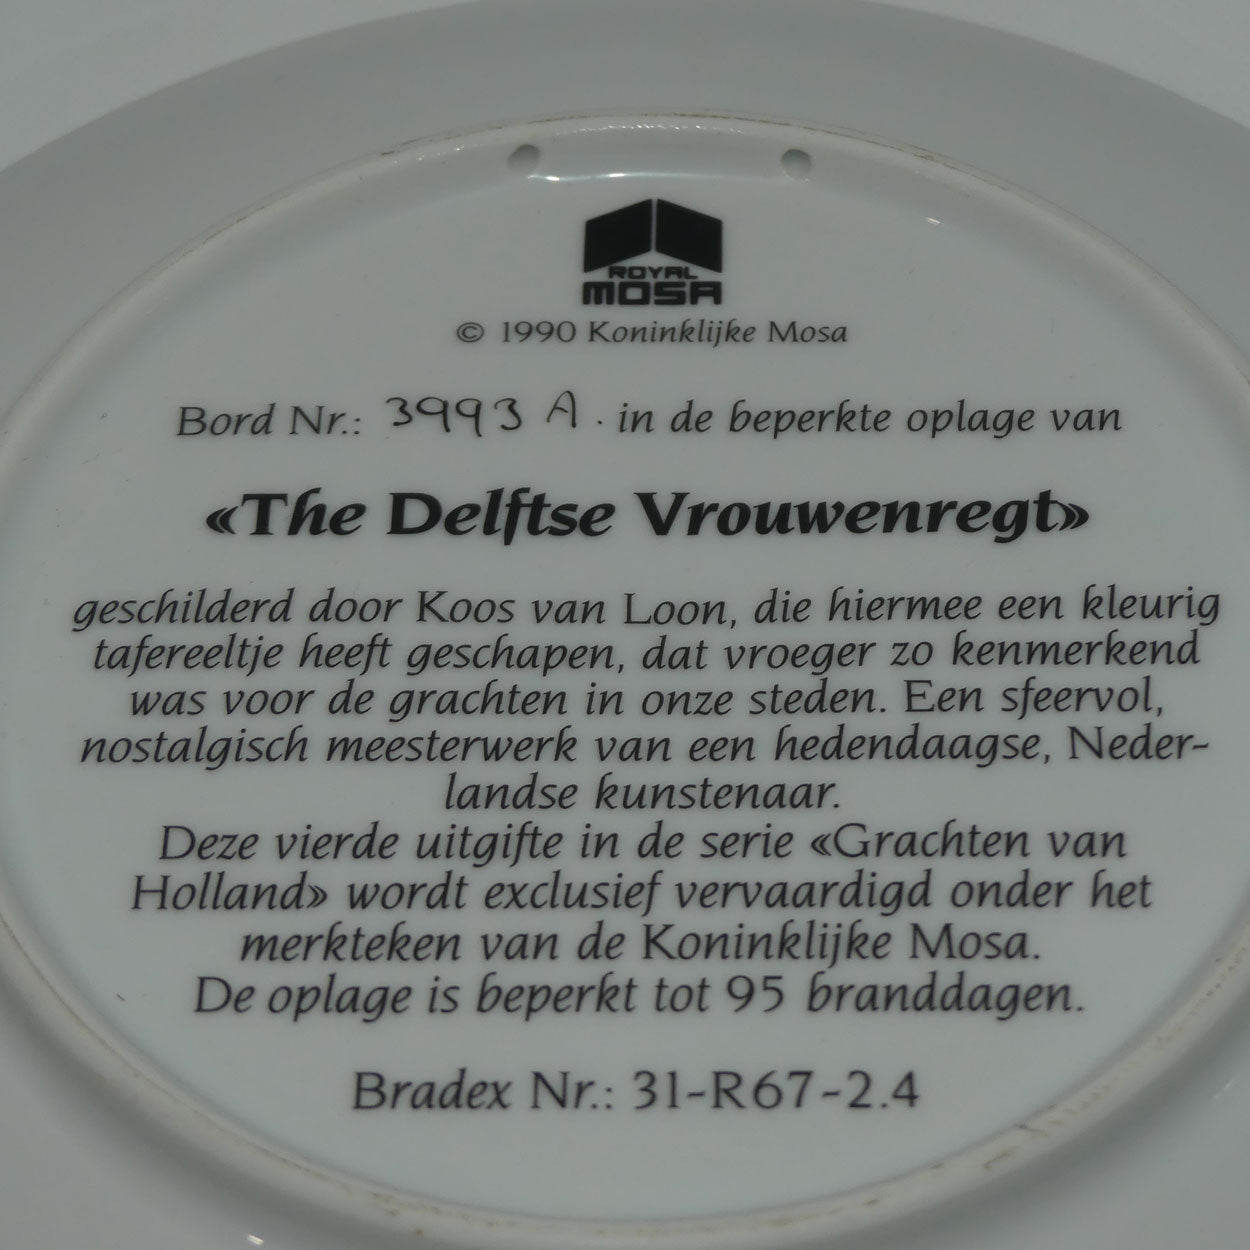 ROYAL
MOSA
© 1990 Koninklijke Mosa
Bord Nr.: 3993 A. in de beperkte oplage van
«The Delftse Vrouwenregt»
geschilderd door Koos van Loon, die hiermee een kleurig
tafereeltje heeft geschapen, dat vroeger zo kenmerkend
was voor de grachten in onze steden. Een sfeervol,
nostalgisch meesterwerk van een hedendaagse, Neder-
landse kunstenaar.
Deze vierde uitgifte in de serie «Grachten van
Holland» wordt exclusief vervaardigd onder het
merkteken van de Koninklijke Mosa.
De oplage is beperkt tot 95 branddagen.
Bradex Nr.: 31-R67-2.4